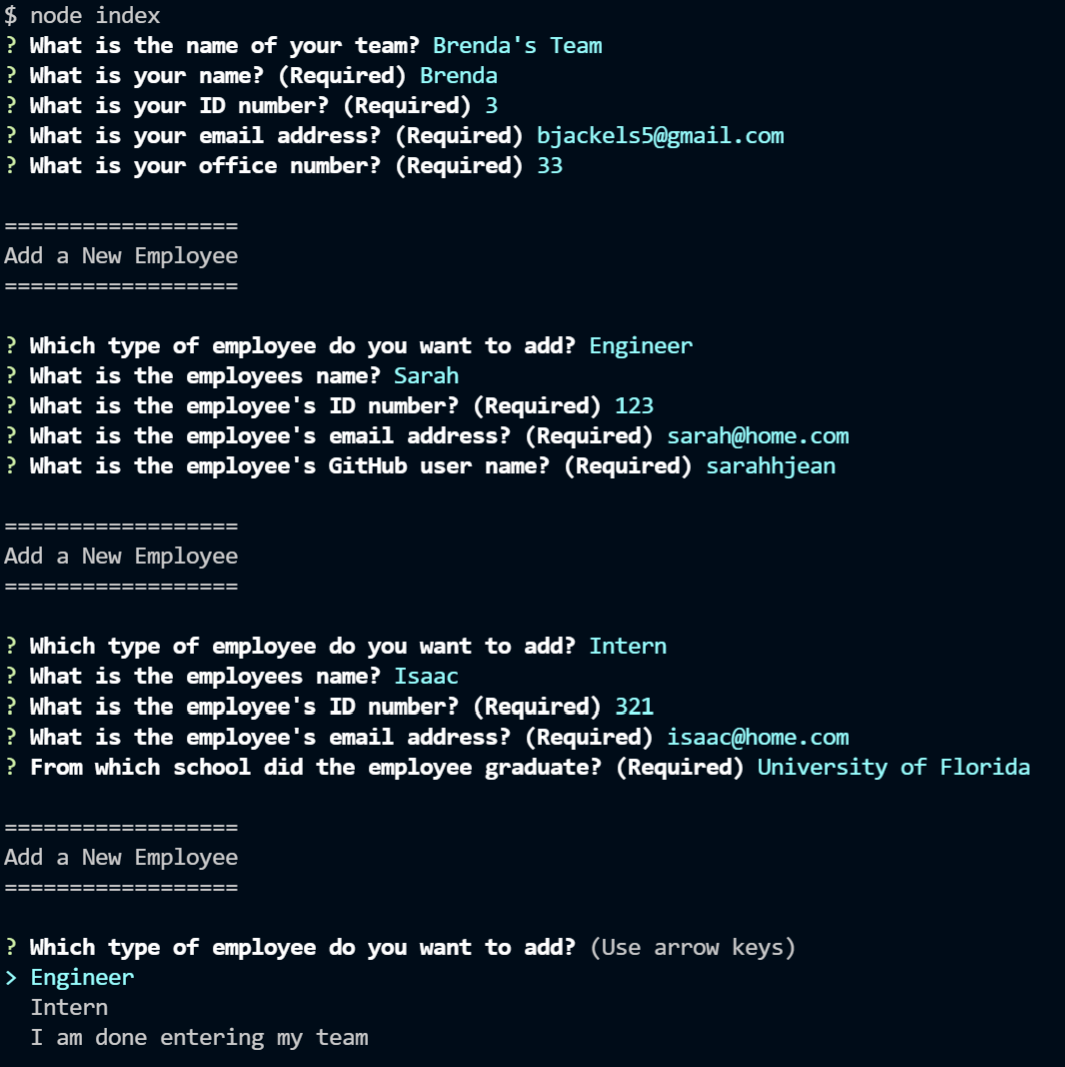 $ node index
? What is the name of your team? Brenda's Team
? What is your name? (Required) Brenda
? What is your ID number? (Required) 3
? What is your email address? (Required) bjackels5@gmail.com
? What is your office number? (Required) 33
==================
Add a New Employee
==================
? Which type of employee do you want to add? Engineer
? What is the employees name? Sarah
? What is the employee's ID number? (Required) 123
? What is the employee's email address? (Required) sarah@home.com
? What is the employee's GitHub user name? (Required) sarahhjean
==================
Add a New Employee
==================
? Which type of employee do you want to add? Intern
? What is the employees name? Isaac
? What is the employee's ID number? (Required) 321
? What is the employee's email address? (Required) isaac@home.com
? From which school did the employee graduate? (Required) University of Florida
==================
Add a New Employee
==================
? Which type of employee do you want to add? (Use arrow keys)
> Engineer
Intern
I am done entering my team